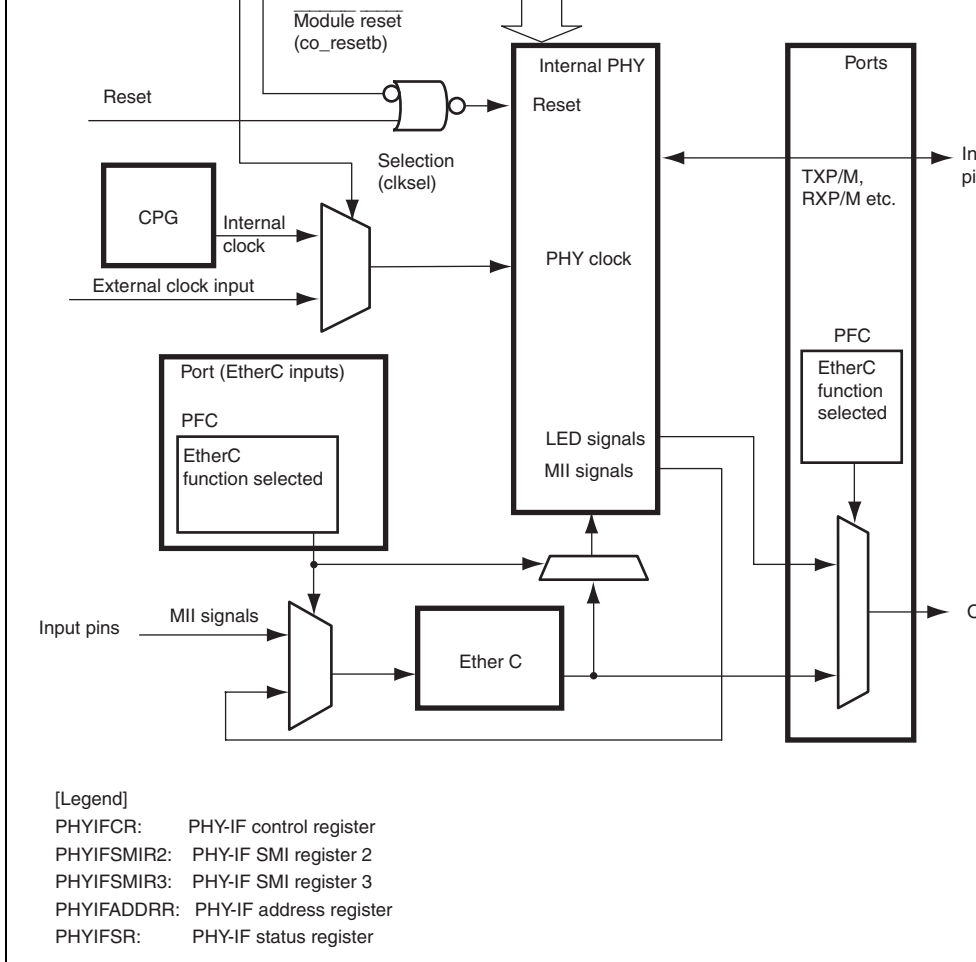 Module reset
(co_resetb)
Internal PHY
Ports
Reset
Reset
Selection
(clksel)
TXP/M,
RXP/M etc.
CPG
Internal
clock
PHY clock
External clock input
PFC
EtherC
function
selected
Port (EtherC inputs)
PFC
EtherC
function selected
LED signals
MII signals
MII signals
Input pins
Ether C
[Legend]
PHYIFCR: PHY-IF control register
PHYIFSMIR2: PHY-IF SMI register 2
PHYIFSMIR3: PHY-IF SMI register 3
PHYIFADDRR: PHY-IF address register
PHYIFSR: PHY-IF status register